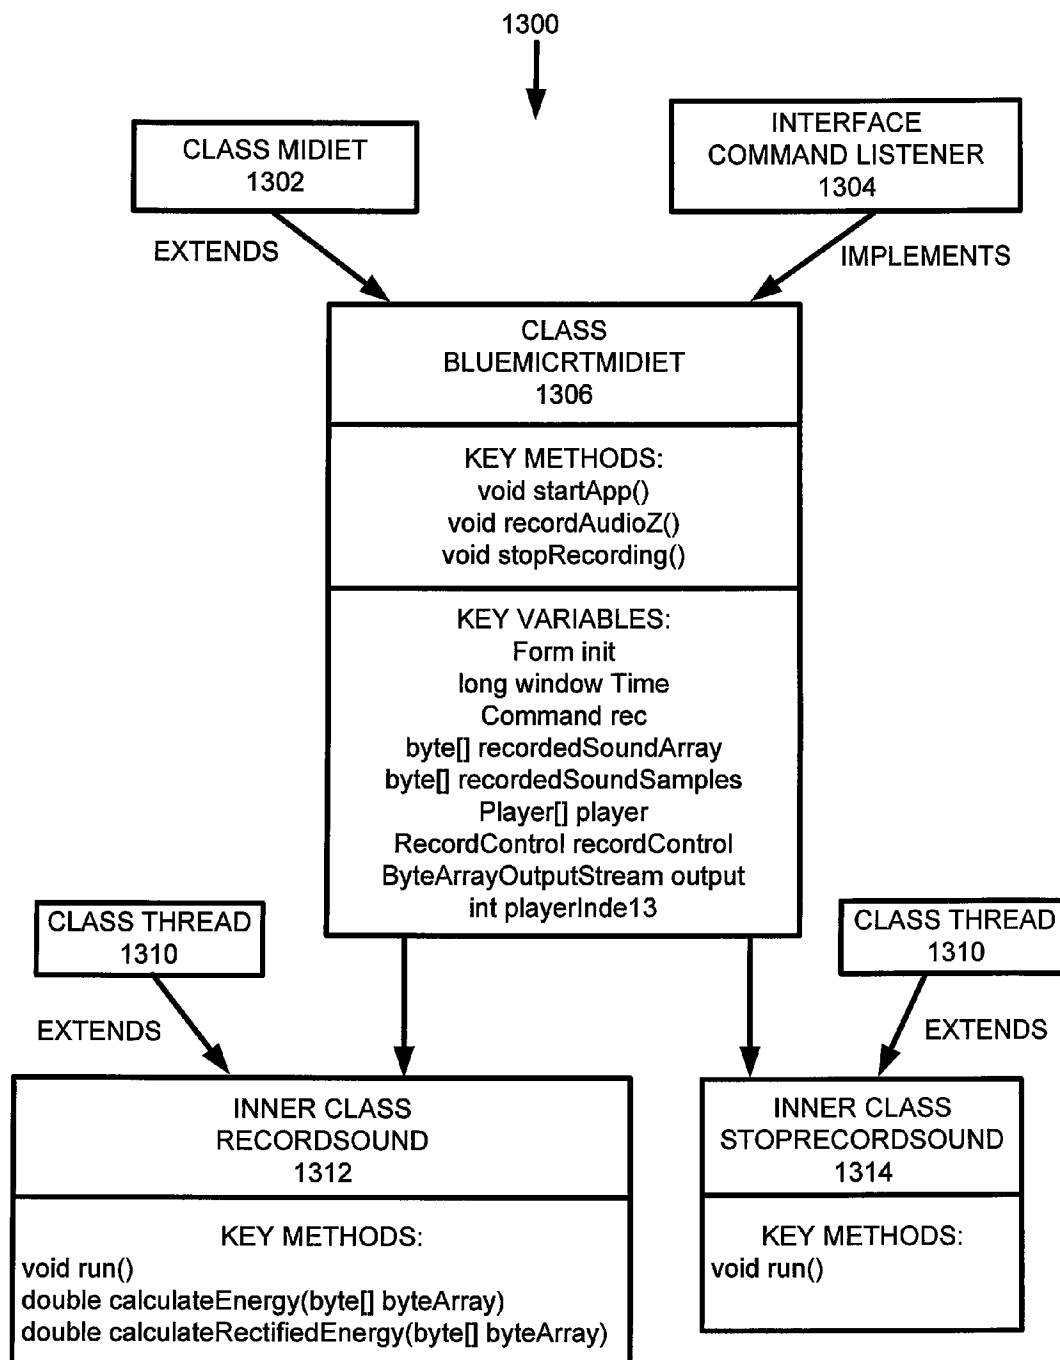 1300
CLASS MIDIET
1302
INTERFACE
COMMAND LISTENER
1304
EXTENDS
IMPLEMENTS
CLASS
BLUEMICRTMIDIET
1306
KEY METHODS:
void startApp()
void recordAudioZ()
void stopRecording()
KEY VARIABLES:
Form init
long window Time
Command rec
byte[] recordedSoundArray
byte[] recordedSoundSamples
Player[] player
RecordControl recordControl
ByteArrayOutputStream output
int playerInde13
CLASS THREAD
1310
CLASS THREAD
1310
EXTENDS
EXTENDS
INNER CLASS
RECORDSOUND
1312
KEY METHODS:
void run()
double calculateEnergy(byte[] byteArray)
double calculateRectifiedEnergy(byte[] byteArray)
INNER CLASS
STOPRECORDSOUND
1314
KEY METHODS:
void run()